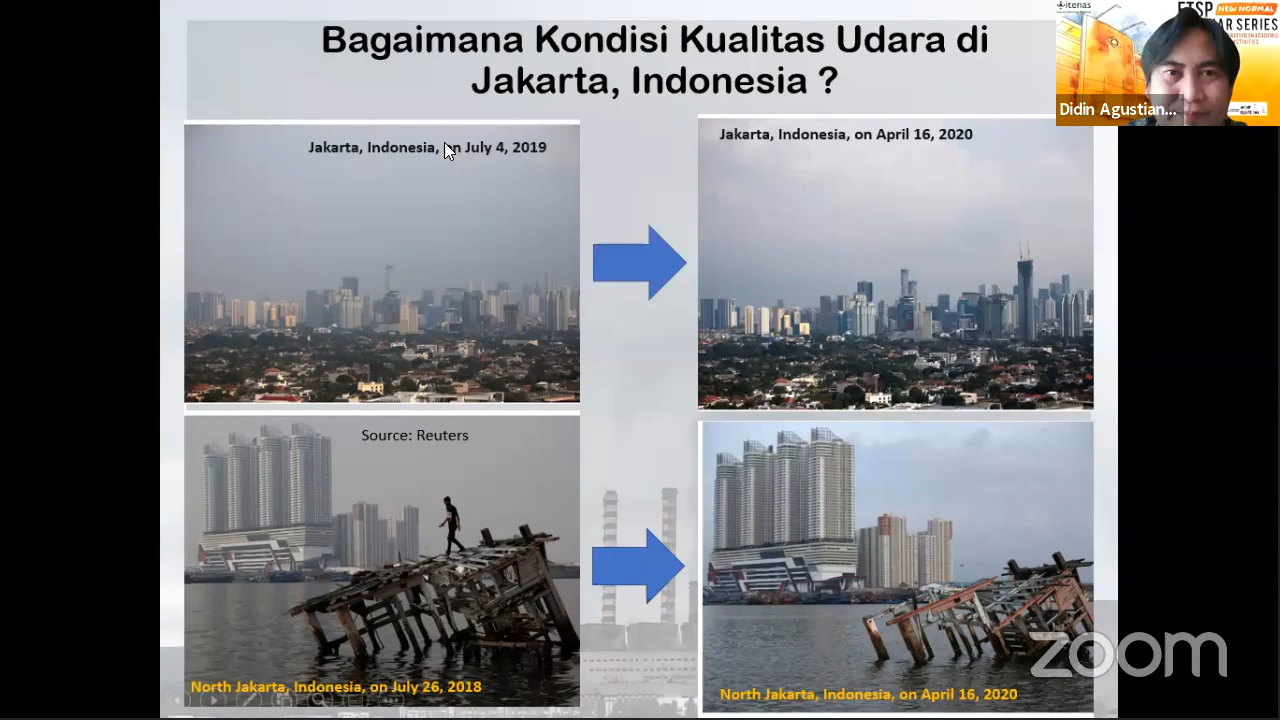 Bagaimana Kondisi Kualitas Udara di
Jakarta, Indonesia ?
itenas
NEW NORMAL
SERIES
Didin Agustian...
Jakarta, Indonesia, on July 4, 2019
Jakarta, Indonesia, on April 16, 2020
Source: Reuters
North Jakarta, Indonesia, on July 26, 2018
North Jakarta, Indonesia, on April 16, 2020
zoom